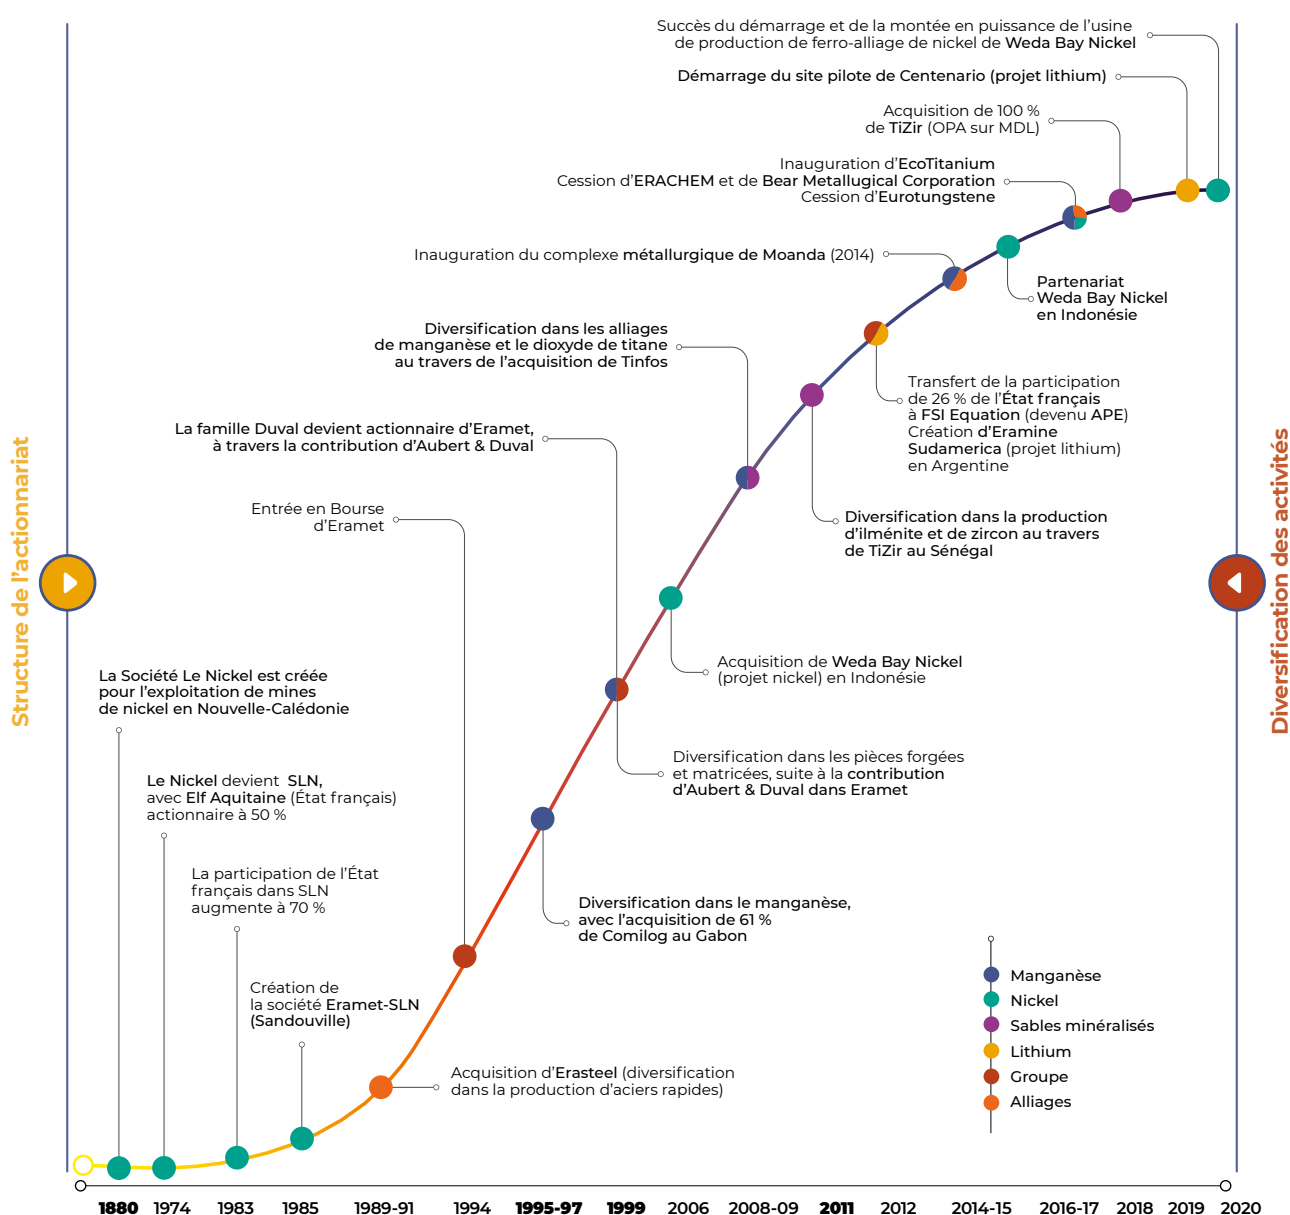 Succès du démarrage et de la montée en puissance de l'usine
de production de ferro-alliage de nickel de Weda Bay Nickel
Démarrage du site pilote de Centenario (projet lithium)
Acquisition de 100 %
de TiZir (OPA sur MDL)
Inauguration d'EcoTitanium
Cession d'ERACHEM et de Bear Metallugical Corporation
Cession d'Eurotungstene
Inauguration du complexe métallurgique de Moanda (2014)
Partenariat
Weda Bay Nickel
en Indonésie
Diversification dans les alliages
de manganèse et le dioxyde de titane
au travers de l'acquisition de Tinfos
Transfert de la participation
de 26 % de l'État français
à FSI Equation (devenu APE)
Création d'Eramine
Sudamerica (projet lithium)
en Argentine
La famille Duval devient actionnaire d'Eramet,
à travers la contribution d'Aubert & Duval
Entrée en Bourse
d'Eramet
Diversification dans la production
d'ilménite et de zircon au travers
de TiZir au Sénégal
Structure de l'actionnariat
Diversification des activités
Acquisition de Weda Bay Nickel
(projet nickel) en Indonésie
La Société Le Nickel est créée
pour l'exploitation de mines
de nickel en Nouvelle-Calédonie
Diversification dans les pièces forgées
et matricées, suite à la contribution
d'Aubert & Duval dans Eramet
Le Nickel devient SLN,
avec Elf Aquitaine (État français)
actionnaire à 50 %
La participation de l'État
français dans SLN
augmente à 70 %
Diversification dans le manganèse,
avec l'acquisition de 61 %
de Comilog au Gabon
Création de
la société Eramet-SLN
(Sandouville)
Acquisition d'Erasteel (diversification
dans la production d'aciers rapides)
Manganèse
Nickel
Sables minéralisés
Lithium
Groupe
Alliages
1880 1974 1983 1985 1989-91 1994 1995-97 1999 2006 2008-09 2011 2012 2014-15 2016-17 2018 2019 2020